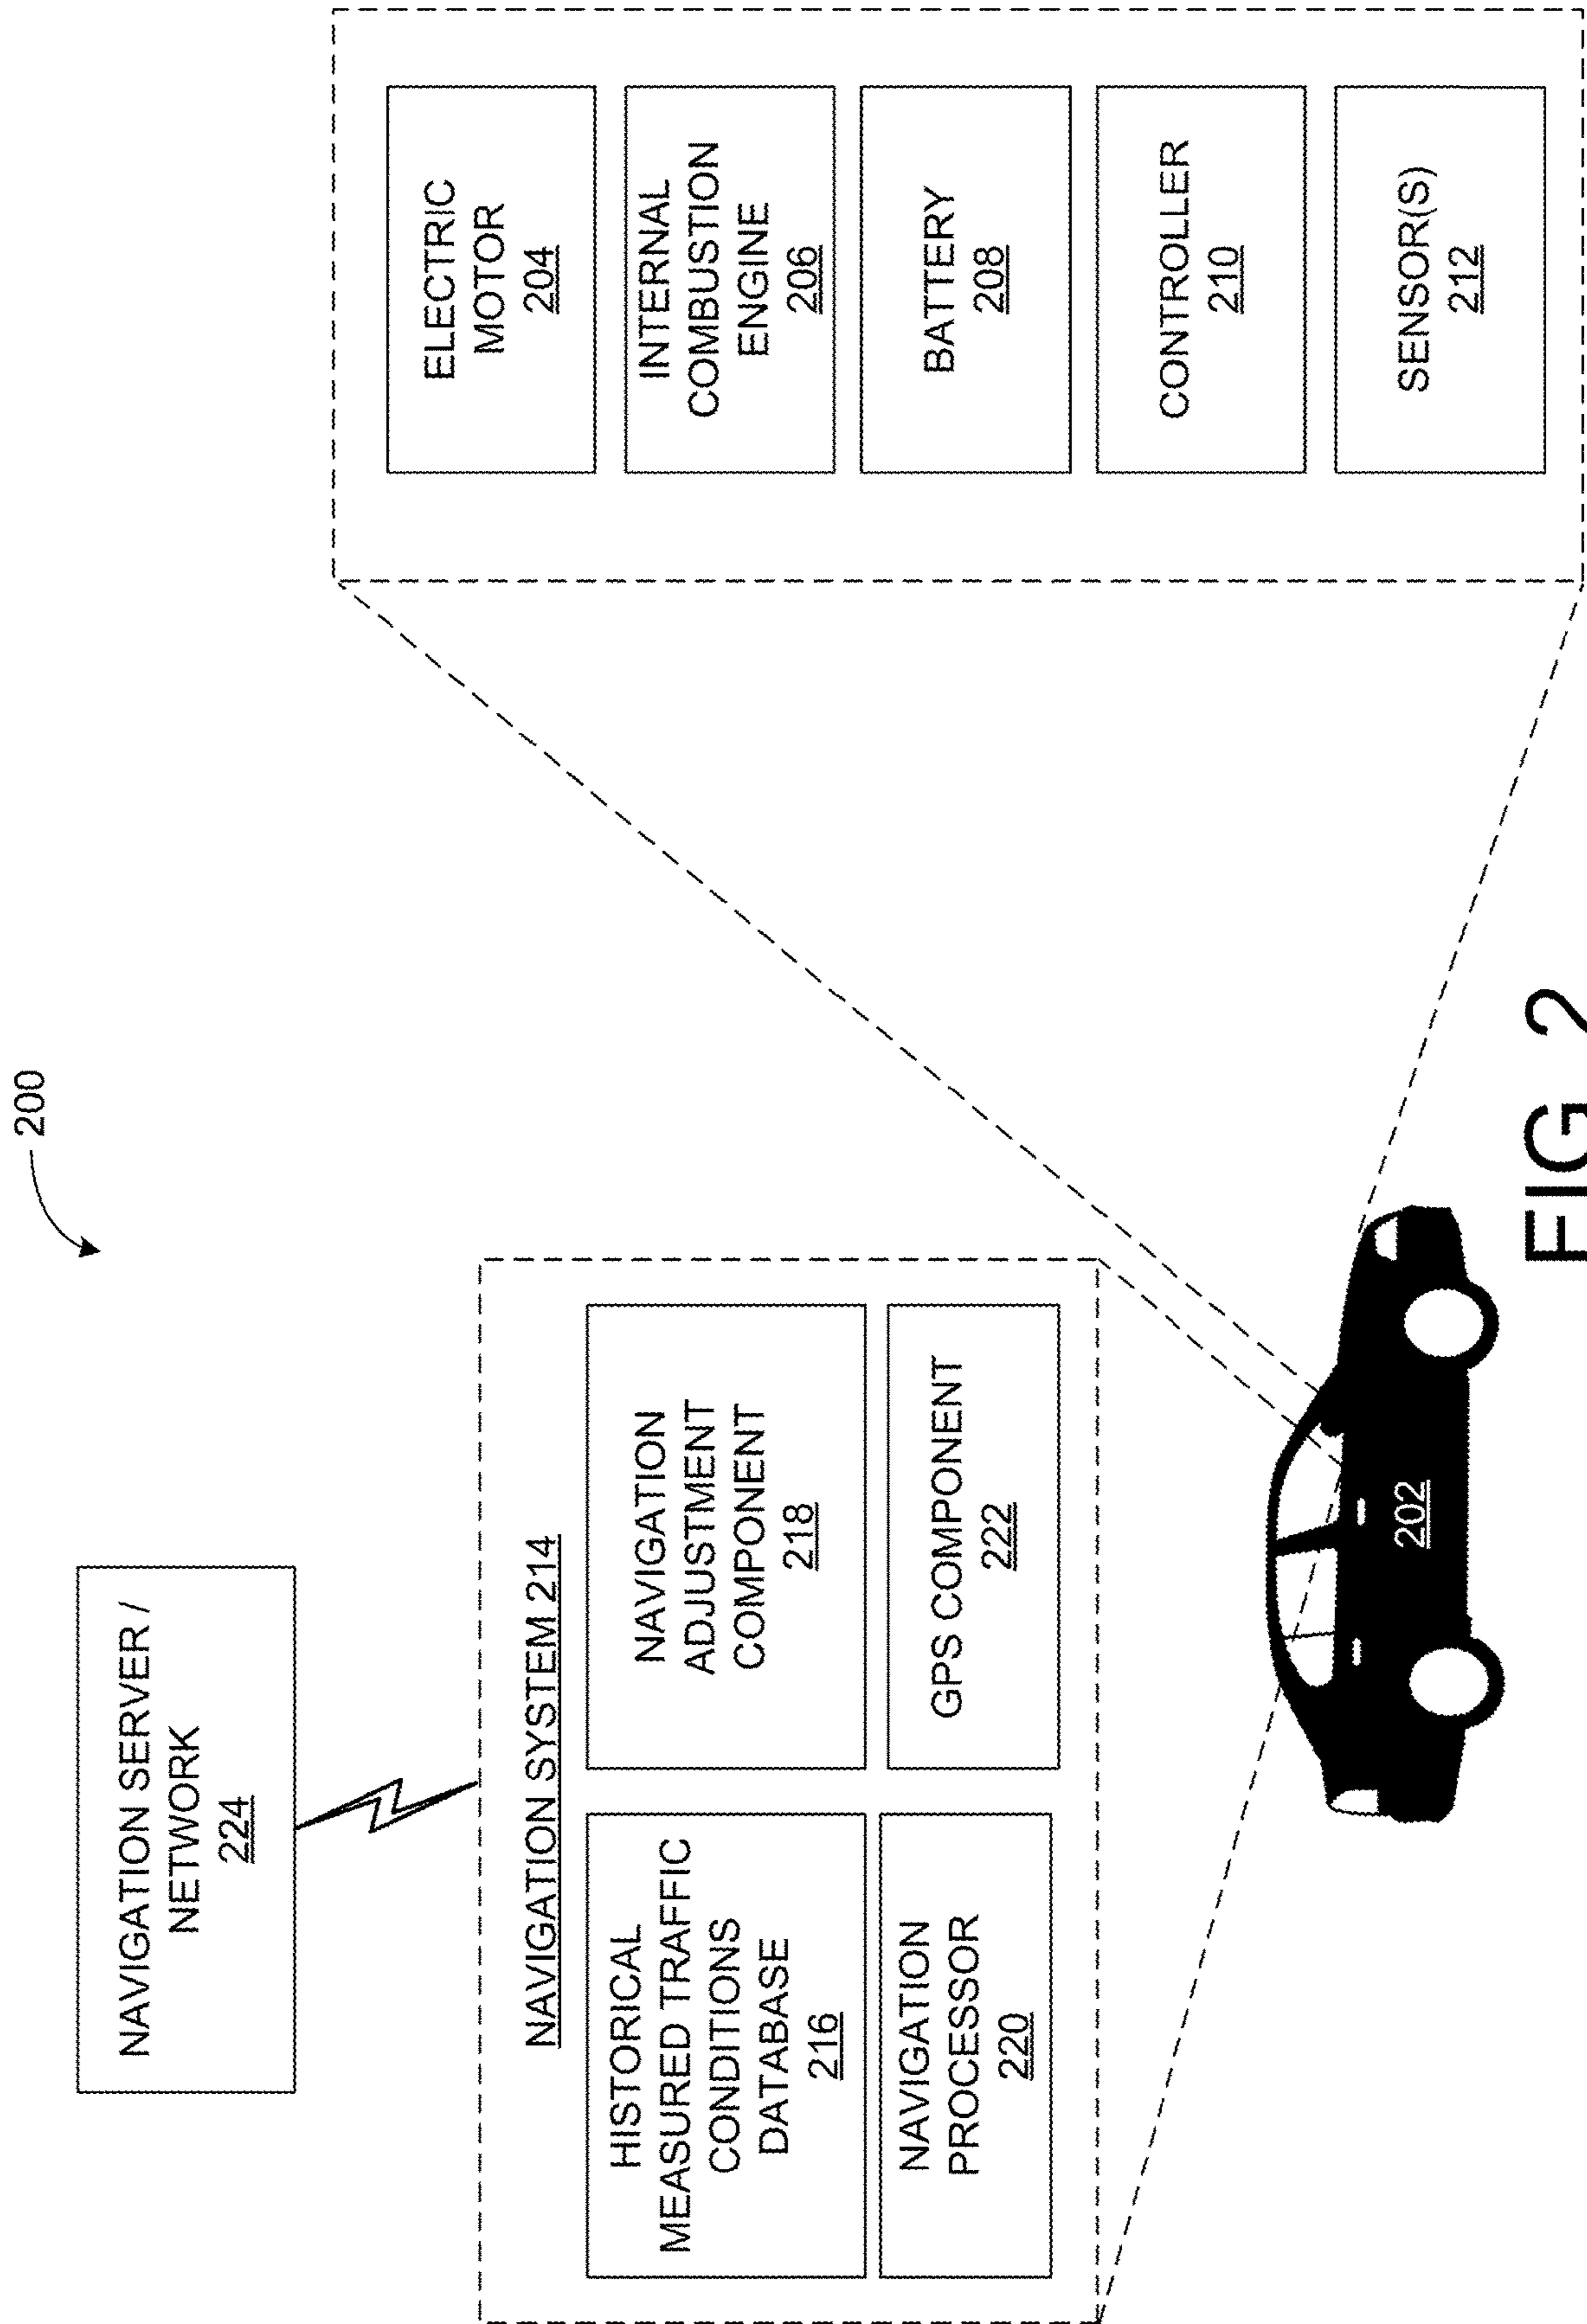 200
NAVIGATION SERVER /
NETWORK
224
NAVIGATION SYSTEM 214
HISTORICAL
MEASURED TRAFFIC
CONDITIONS
DATABASE
216
NAVIGATION
ADJUSTMENT
COMPONENT
218
NAVIGATION
PROCESSOR
220
GPS COMPONENT
222
ELECTRIC
MOTOR
204
INTERNAL
COMBUSTION
ENGINE
206
BATTERY
208
CONTROLLER
210
SENSOR(S)
212
202
FIG. 2